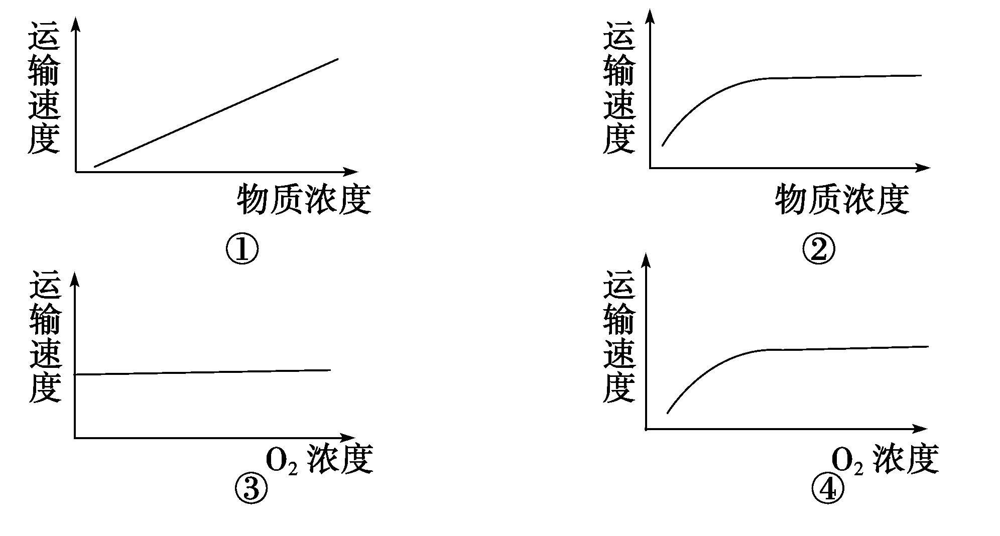 运输速度
物质浓度
①
运输速度
物质浓度
②
运输速度
O₂ 浓度
③
运输速度
O₂ 浓度
④